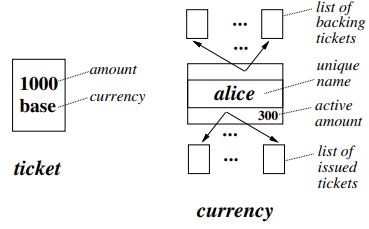 1000
base
amount
currency
ticket
...
...
list of
backing
tickets
unique
name
alice
300
active
amount
...
...
list of
issued
tickets
currency